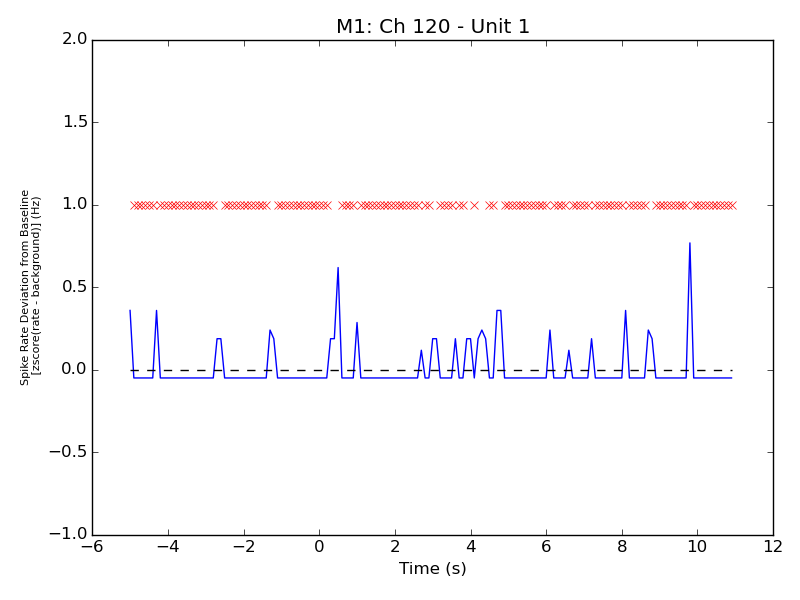 M1: Ch 120 - Unit 1
2.0
1.5
1.0
0.5
0.0
−0.5
−1.0
Spike Rate Deviation from Baseline
[zscore(rate - background)] (Hz)
−6 −4 −2 0 2 4 6 8 10 12
Time (s)